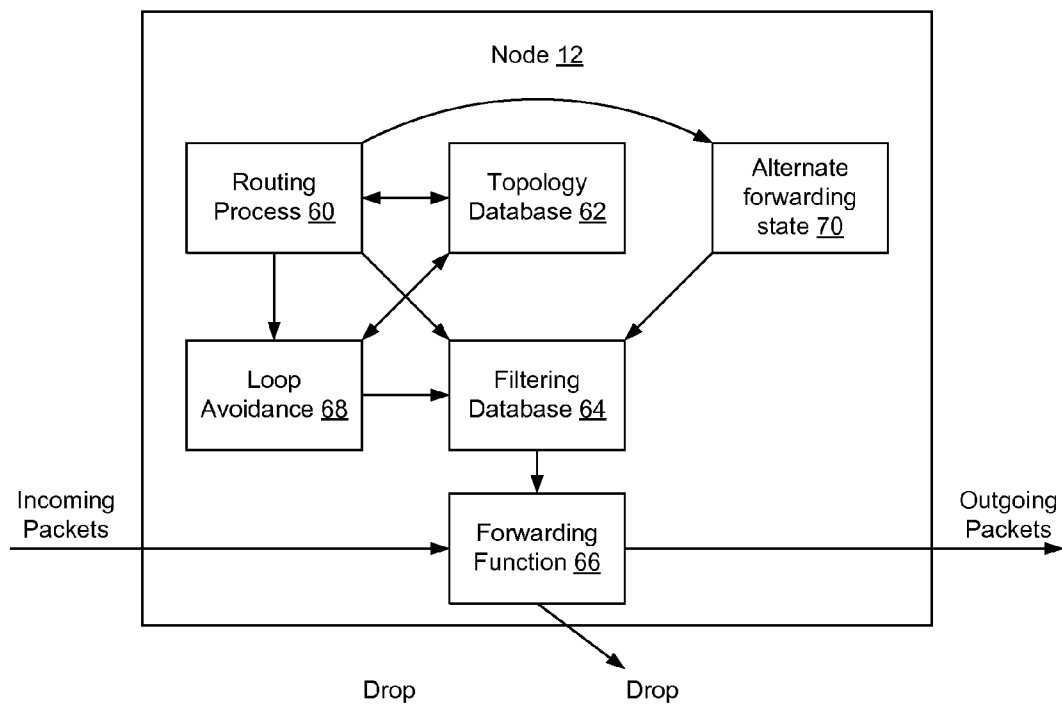 Node 12
Routing
Process 60
Topology
Database 62
Alternate
forwarding
state 70
Loop
Avoidance 68
Filtering
Database 64
Incoming
Packets
Forwarding
Function 66
Outgoing
Packets
Drop
Drop